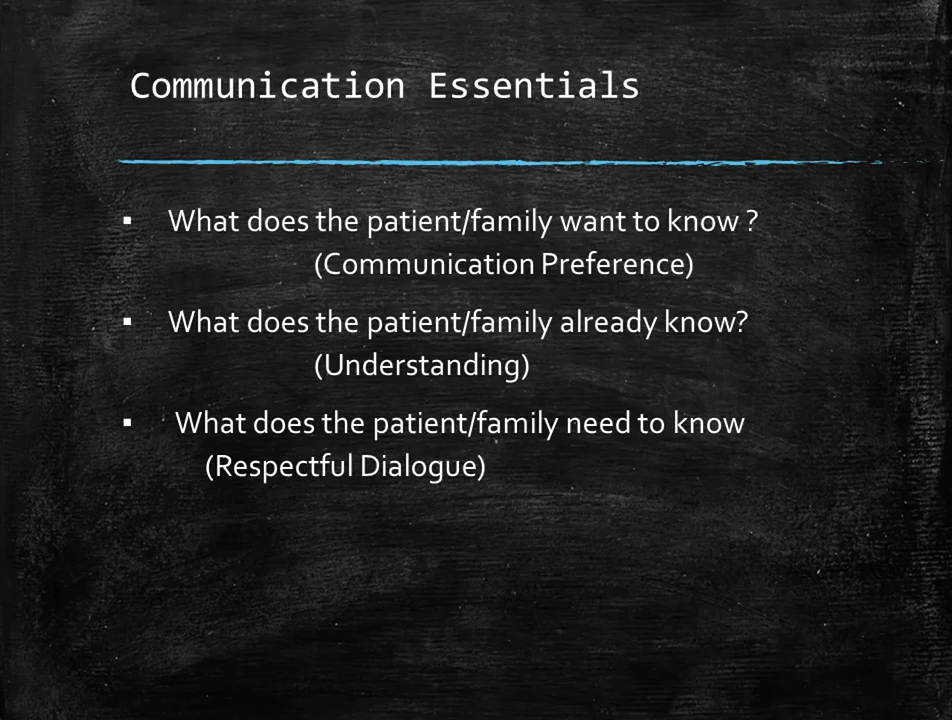 Communication Essentials
▪ What does the patient/family want to know ?
(Communication Preference)
▪ What does the patient/family already know?
(Understanding)
▪ What does the patient/family need to know
(Respectful Dialogue)